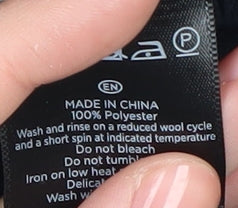 P
EN
MADE IN CHINA
100% Polyester
Wash and rinse on a reduced wool cycle
and a short spin at indicated temperature
Do not bleach
Do not tumbl
Iron on low heat
Delicat
Wash w